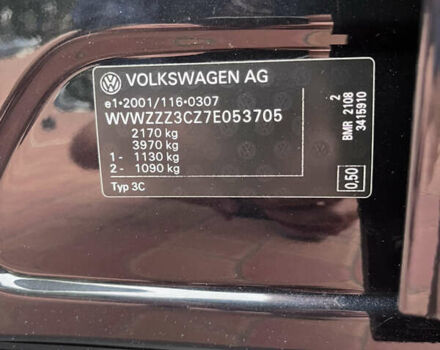 VOLKSWAGEN AG
e1*2001/116*0307
WVWZZZ3CZ7E053705
2170 kg
3970 kg
1 - 1130 kg
2 - 1090 kg
Typ 3C
2
BMR 2108
3415910
0,50